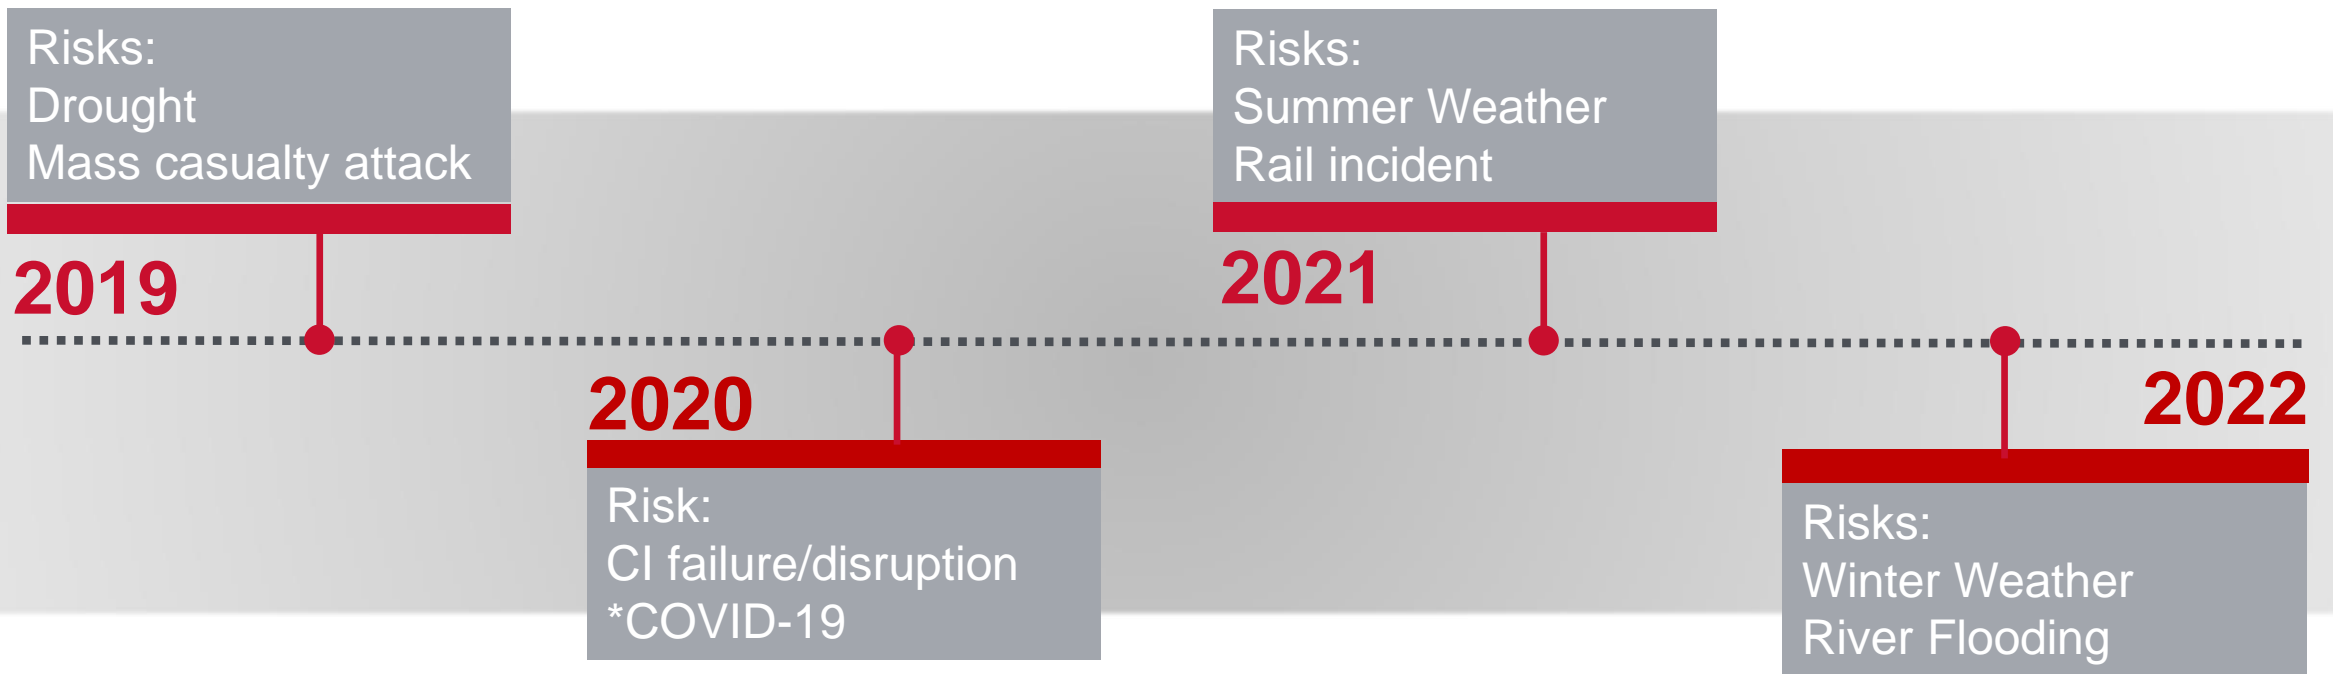 Risks:
Drought
Mass casualty attack
2019
2020
Risk:
CI failure/disruption
*COVID-19
Risks:
Summer Weather
Rail incident
2021
2022
Risks:
Winter Weather
River Flooding